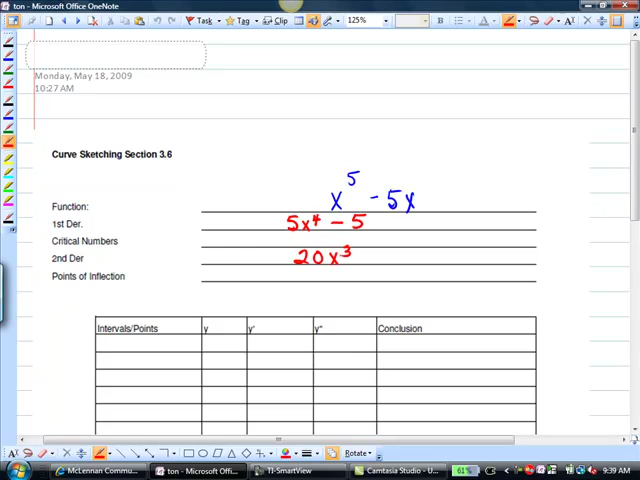 ton - Microsoft Office OneNote
Task Tag Clip 125%
Monday, May 18, 2009
10:27 AM
Curve Sketching Section 3.6
Function: x⁵ - 5x
1st Der. 5x⁴ - 5
Critical Numbers
2nd Der 20x³
Points of Inflection
Intervals/Points y y' y'' Conclusion
Rotate
McLennan Commu... ton - Microsoft Offic... TI-SmartView Camtasia Studio - U... 61% 9:39 AM